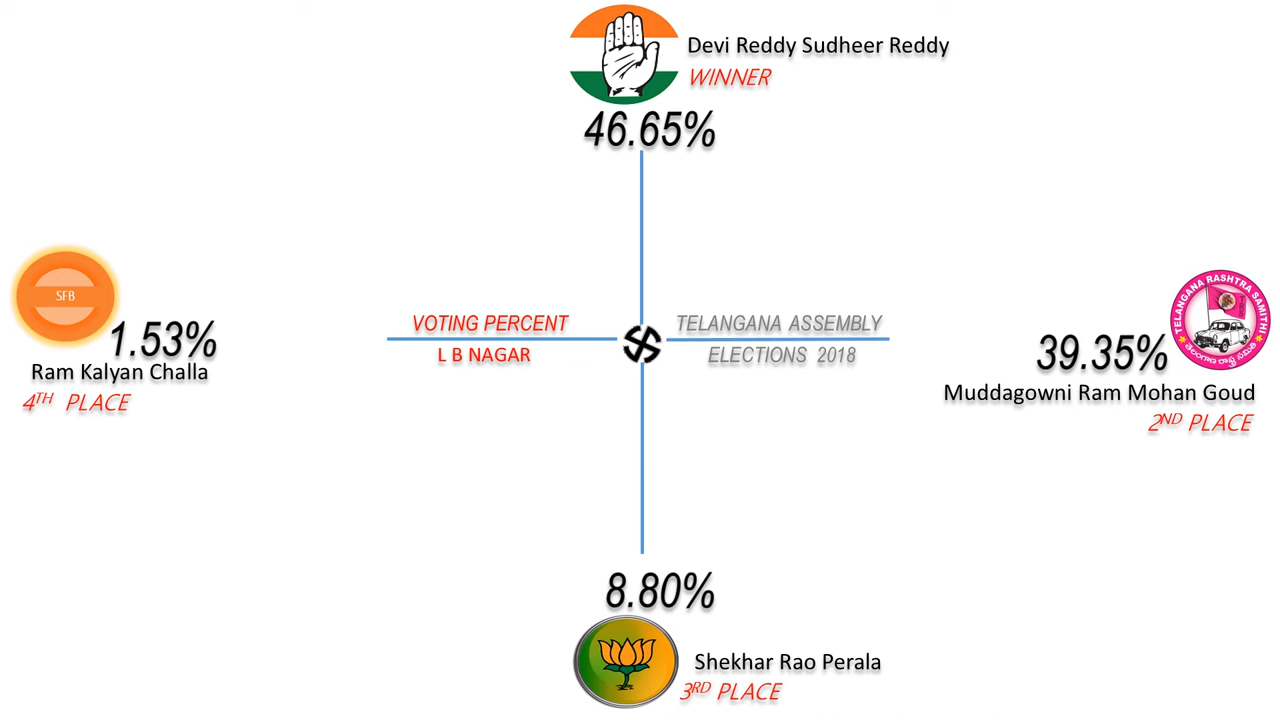 Devi Reddy Sudheer Reddy
WINNER
46.65%
SFB
1.53%
Ram Kalyan Challa
4TH PLACE
VOTING PERCENT
L B NAGAR
TELANGANA ASSEMBLY
ELECTIONS 2018
TELANGANA RASHTRA SAMITHI
తెలంగాణ రాష్ట్ర సమితి
39.35%
Muddagowni Ram Mohan Goud
2ND PLACE
8.80%
Shekhar Rao Perala
3RD PLACE